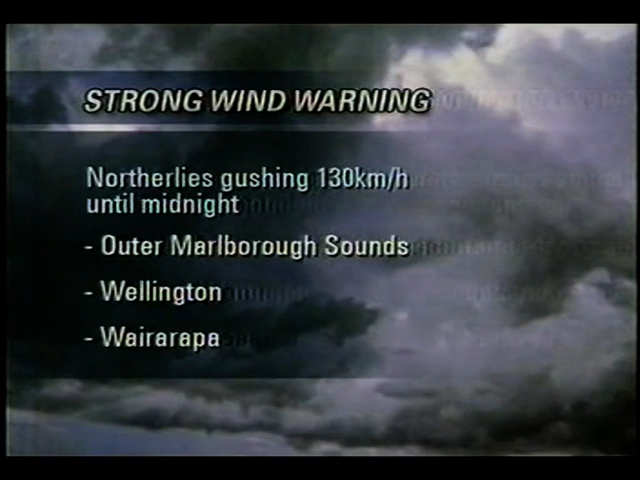 STRONG WIND WARNING
Northerlies gushing 130km/h
until midnight
- Outer Marlborough Sounds
- Wellington
- Wairarapa